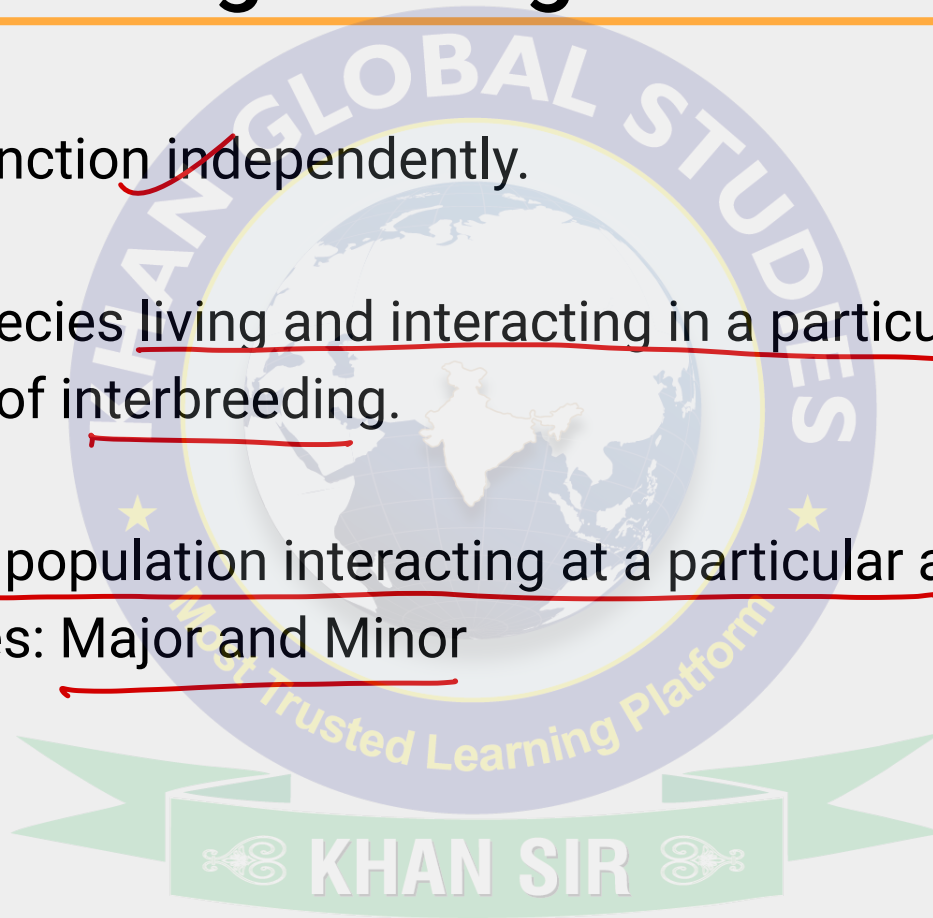 nction independently.
ecies living and interacting in a particu
of interbreeding.
population interacting at a particular a
es: Major and Minor
KHAN GLOBAL STUDIES
Most Trusted Learning Platform
KHAN SIR